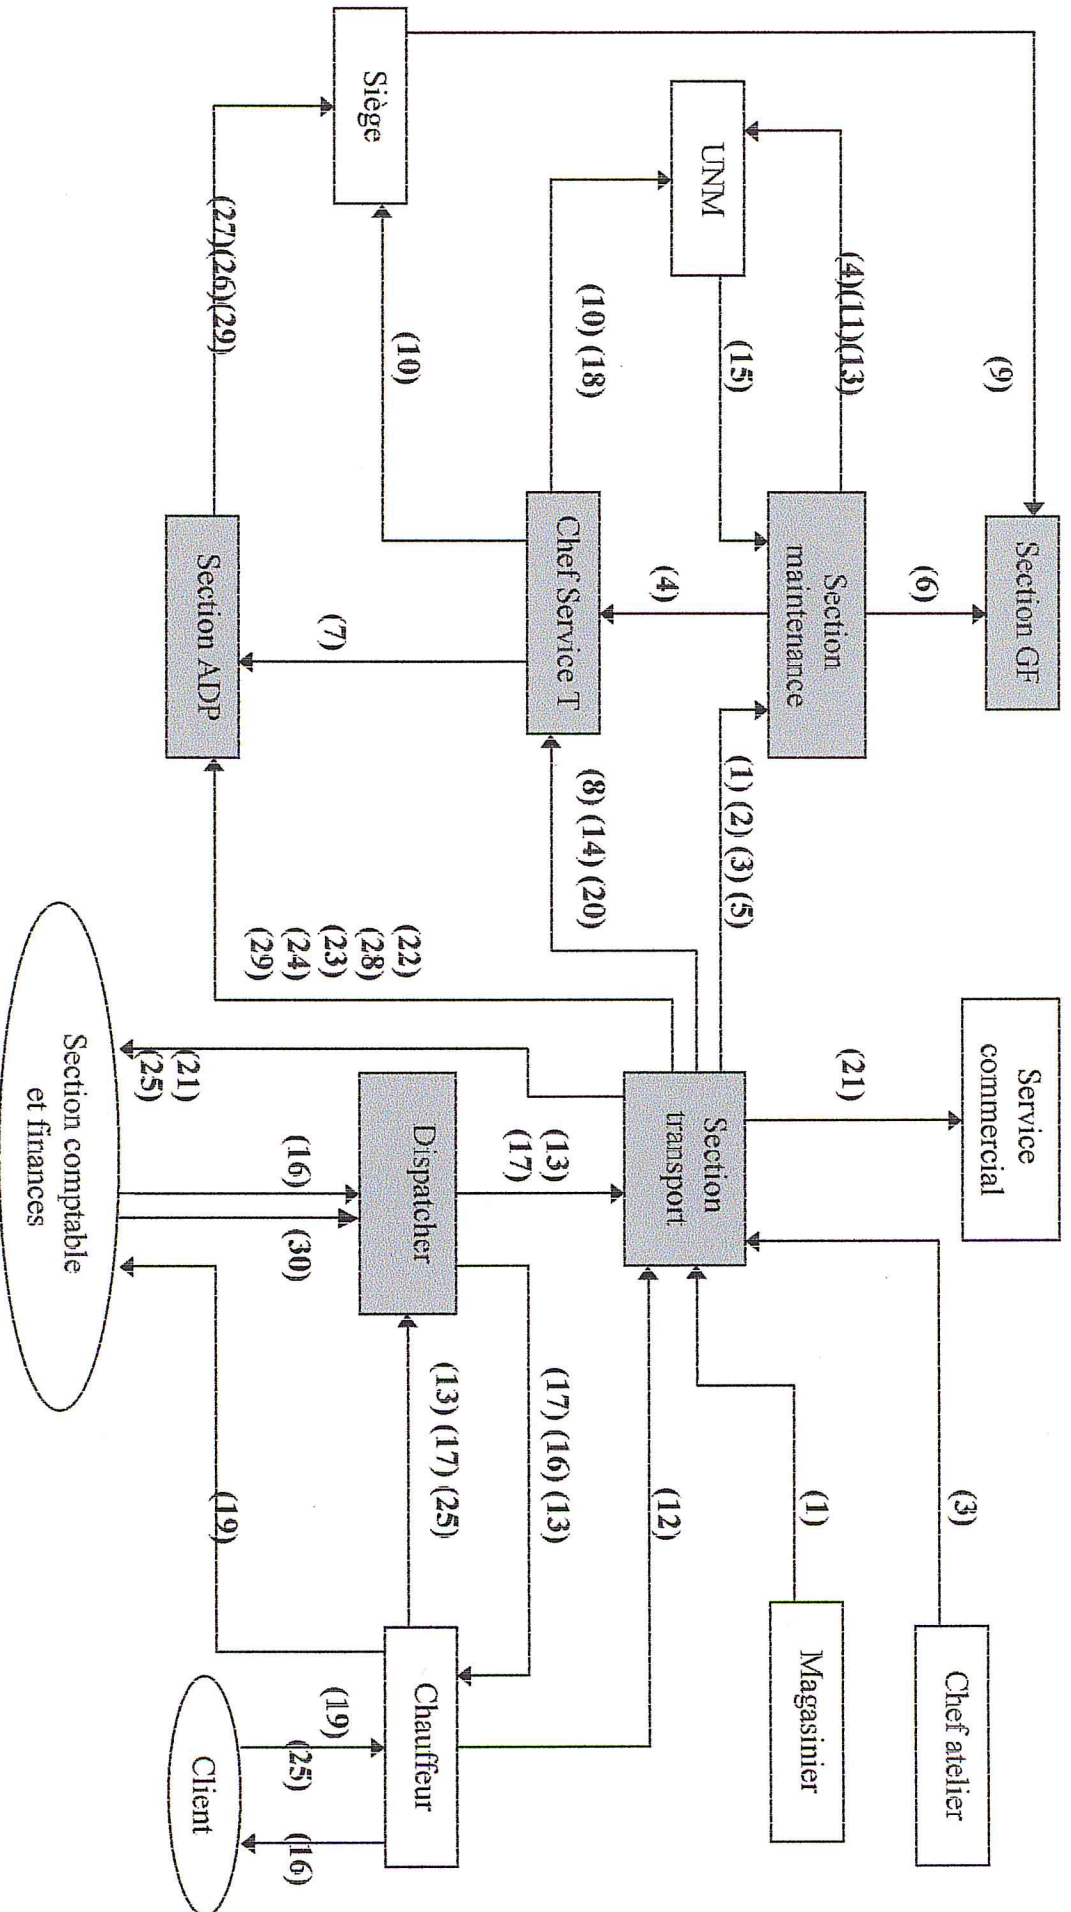 Section GF
Service
commercial
Chef atelier
(9)
(6)
(3)
(4)(11)(13)
Section
maintenance
(21)
(1)
Magasinier
UNM
(15)
(1) (2) (3) (5)
Section
transport
(12)
(10) (18)
(4)
Chef Service T
(8) (14) (20)
(13)
(17)
(17) (16) (13)
Siège
(10)
(7)
(22)
(28)
(23)
(24)
(29)
Dispatcher
(13) (17) (25)
Chauffeur
(27)(26)(29)
Section ADP
(21)
(25)
(16)
(30)
(19)
(19)
(25)
(16)
Section comptable
et finances
Client